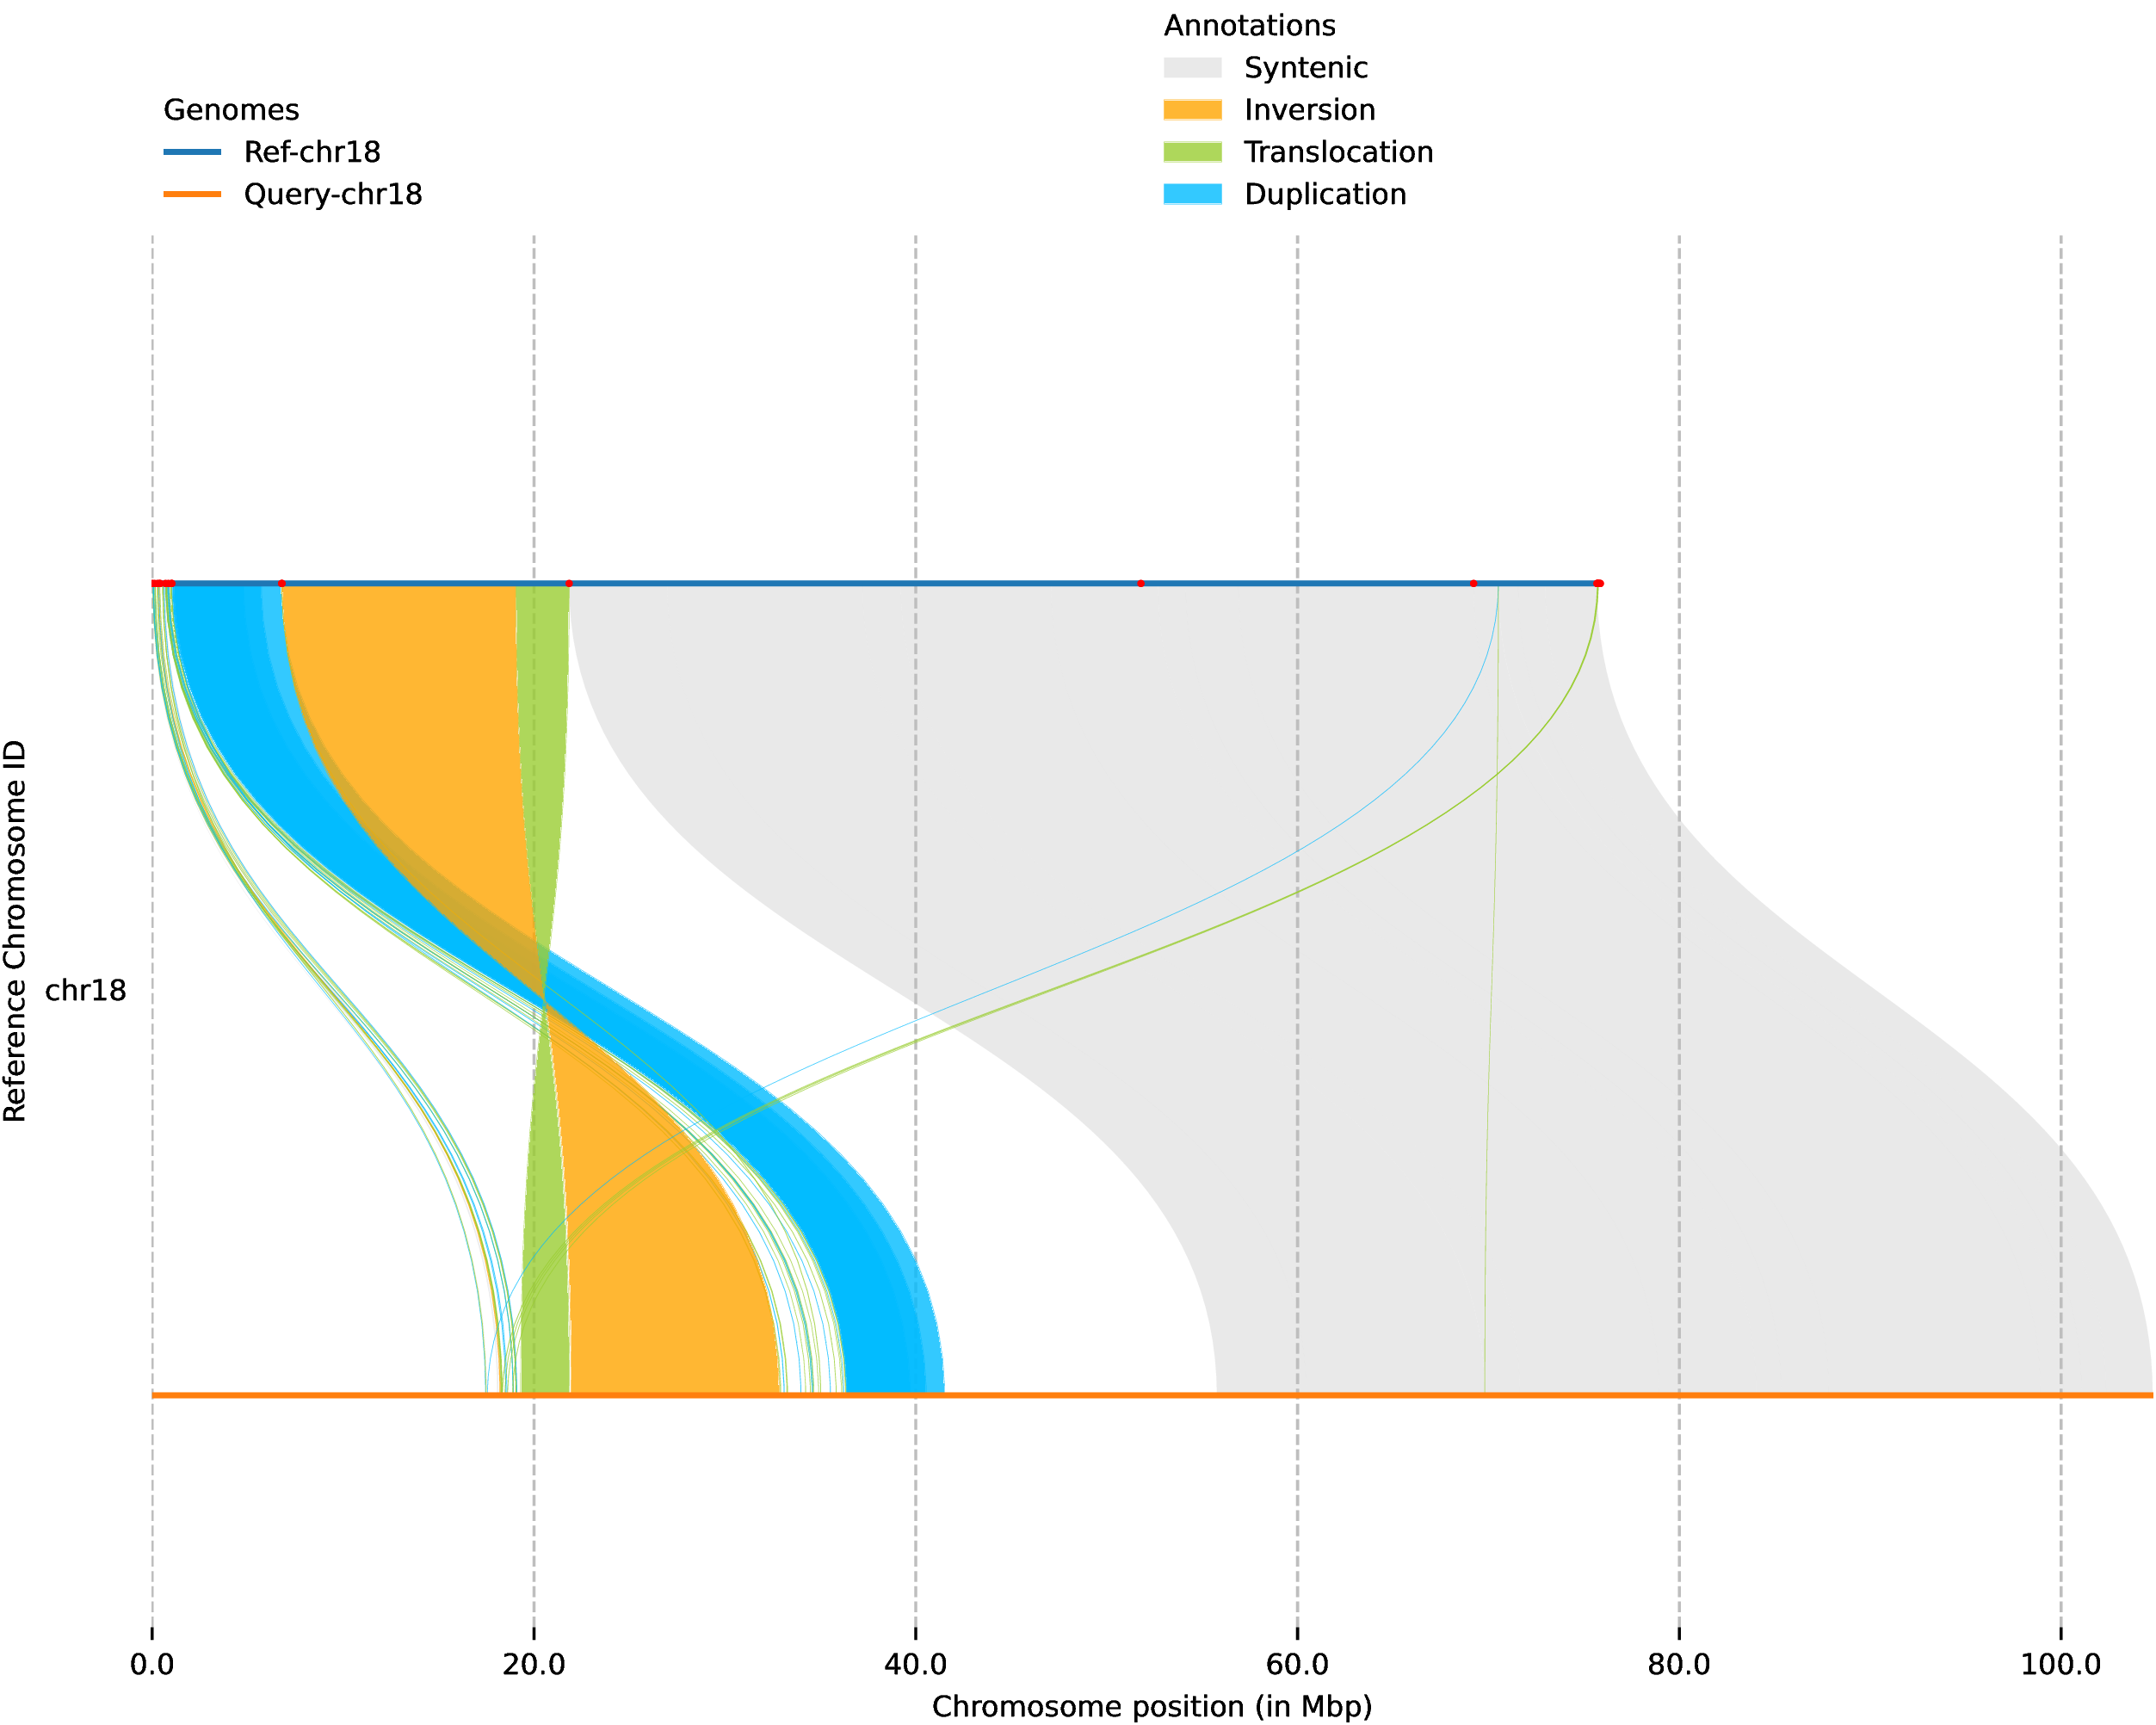 Genomes
Ref-chr18
Query-chr18
Annotations
Syntenic
Inversion
Translocation
Duplication
Reference Chromosome ID
chr18
0.0 20.0 40.0 60.0 80.0 100.0
Chromosome position (in Mbp)